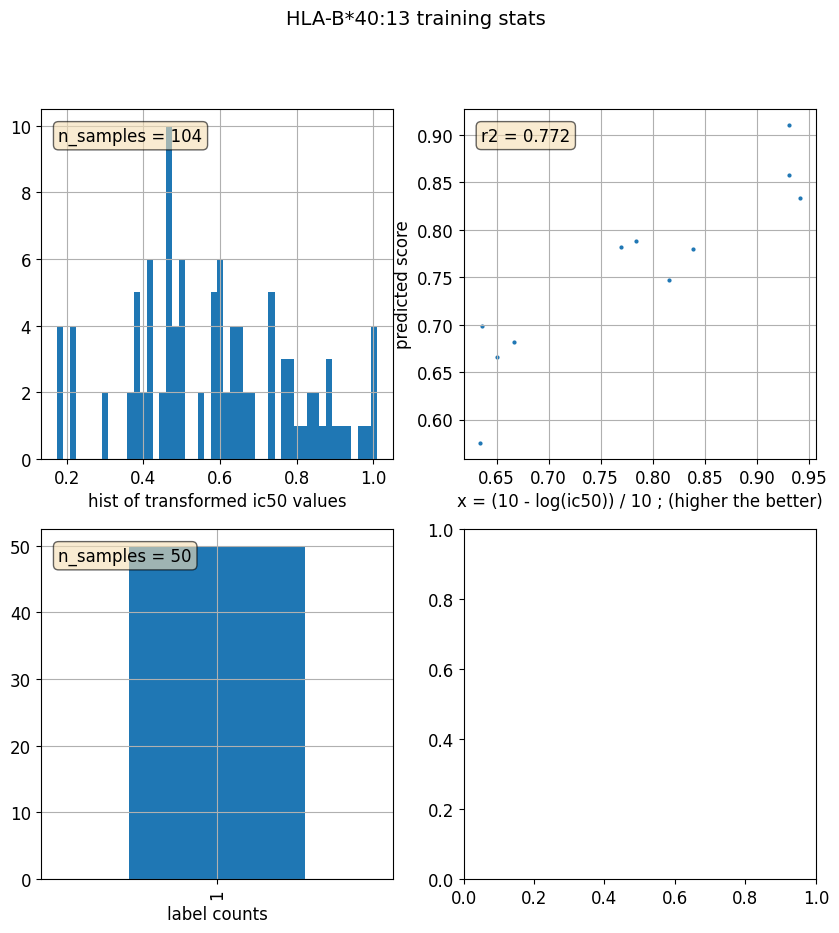 HLA-B*40:13 training stats
n_samples = 104
10
8
6
4
2
0
0.2 0.4 0.6 0.8 1.0
hist of transformed ic50 values
r2 = 0.772
predicted score
0.90
0.85
0.80
0.75
0.70
0.65
0.60
0.65 0.70 0.75 0.80 0.85 0.90 0.95
x = (10 - log(ic50)) / 10 ; (higher the better)
n_samples = 50
50
40
30
20
10
0
1
label counts
1.0
0.8
0.6
0.4
0.2
0.0
0.0 0.2 0.4 0.6 0.8 1.0